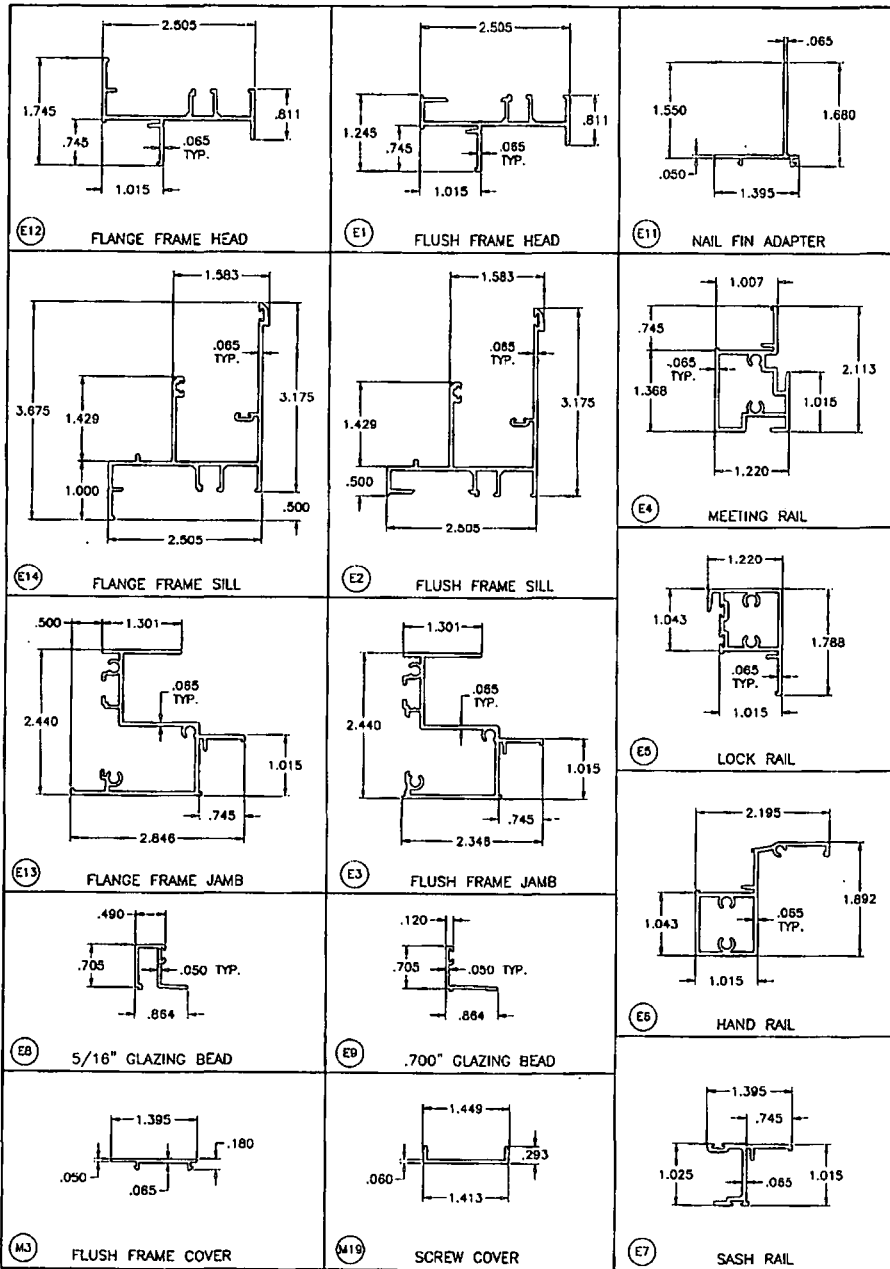 2.505
1.745
.745
.065
TYP.
.811
1.015
E12
FLANGE FRAME HEAD
2.505
1.245
.745
.065
TYP.
.811
1.015
E1
FLUSH FRAME HEAD
.065
1.550
1.680
.050
1.395
E11
NAIL FIN ADAPTER
1.583
.065
TYP.
3.675
1.429
3.175
1.000
.500
2.505
E14
FLANGE FRAME SILL
1.583
.065
TYP.
1.429
3.175
.500
2.505
E2
FLUSH FRAME SILL
1.007
.745
.065
TYP.
1.368
2.113
1.015
1.220
E4
MEETING RAIL
1.220
1.043
1.788
.065
TYP.
1.015
E5
LOCK RAIL
.500
1.301
.065
TYP.
2.440
1.015
.745
2.846
E13
FLANGE FRAME JAMB
1.301
.065
TYP.
2.440
1.015
.745
2.346
E3
FLUSH FRAME JAMB
2.195
1.043
.065
TYP.
1.892
1.015
E6
HAND RAIL
.490
.705
.050 TYP.
.864
E8
5/16" GLAZING BEAD
.120
.705
.050 TYP.
.864
E9
.700" GLAZING BEAD
1.395
.180
.050
.065
M3
FLUSH FRAME COVER
1.449
.293
.060
1.413
M19
SCREW COVER
1.395
.745
1.025
.065
1.015
E7
SASH RAIL